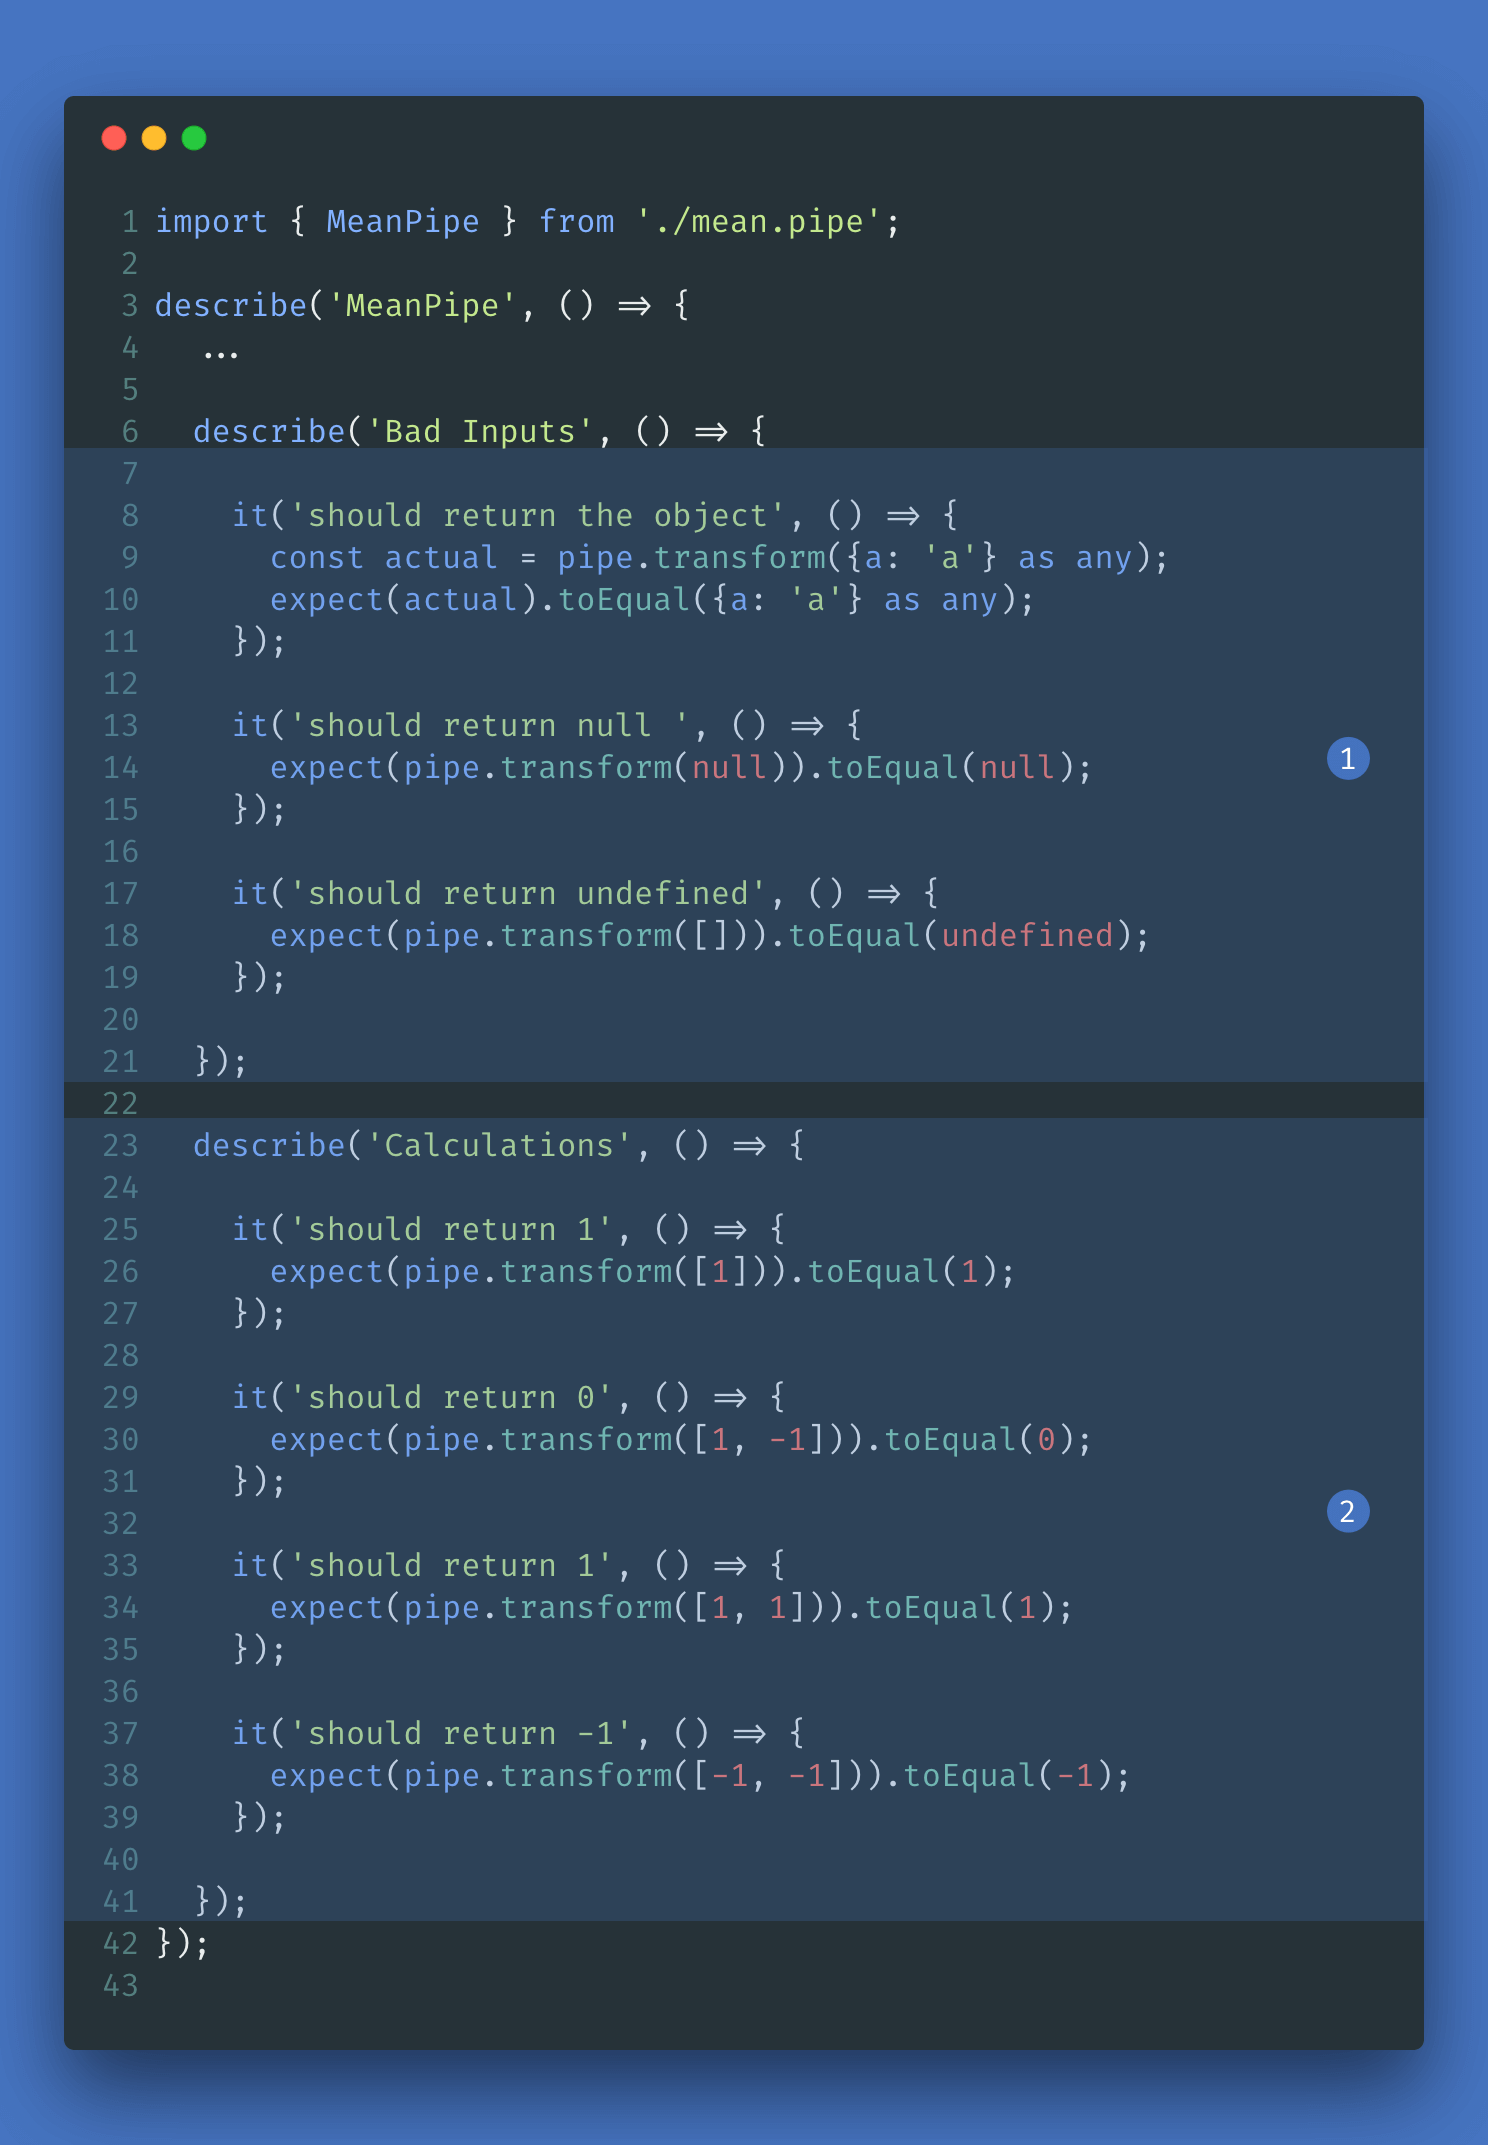 1 import { MeanPipe } from './mean.pipe';
2
3 describe('MeanPipe', () => {
4   ...
5
6   describe('Bad Inputs', () => {
7
8     it('should return the object', () => {
9       const actual = pipe.transform({a: 'a'} as any);
10       expect(actual).toEqual({a: 'a'} as any);
11     });
12
13     it('should return null ', () => {
14       expect(pipe.transform(null)).toEqual(null);
1
15     });
16
17     it('should return undefined', () => {
18       expect(pipe.transform([])).toEqual(undefined);
19     });
20
21   });
22
23   describe('Calculations', () => {
24
25     it('should return 1', () => {
26       expect(pipe.transform([1])).toEqual(1);
27     });
28
29     it('should return 0', () => {
30       expect(pipe.transform([1, -1])).toEqual(0);
31     });
2
32
33     it('should return 1', () => {
34       expect(pipe.transform([1, 1])).toEqual(1);
35     });
36
37     it('should return -1', () => {
38       expect(pipe.transform([-1, -1])).toEqual(-1);
39     });
40
41   });
42 });
43